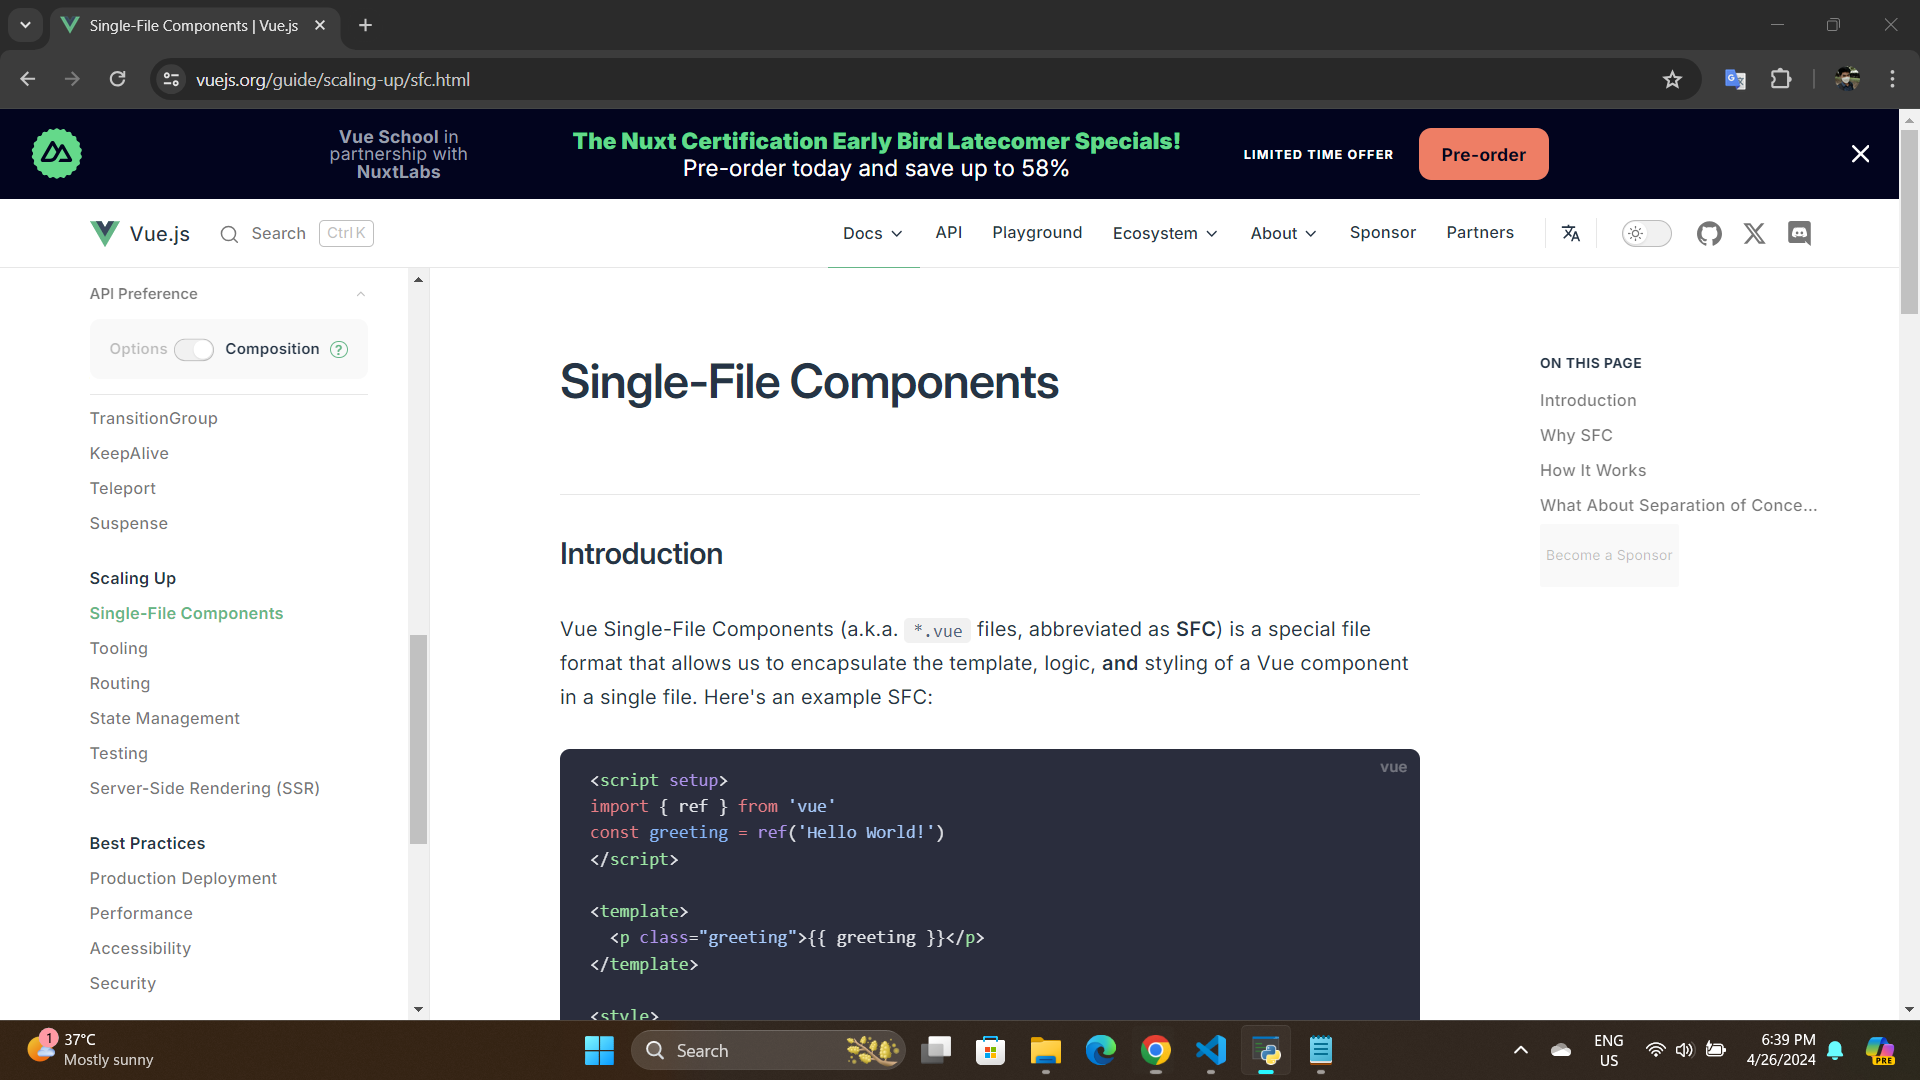 Single-File Components | Vue.js
vuejs.org/guide/scaling-up/sfc.html
Vue School in
partnership with
NuxtLabs
The Nuxt Certification Early Bird Latecomer Specials!
Pre-order today and save up to 58%
LIMITED TIME OFFER
Pre-order
Vue.js
Search
Ctrl K
Docs
API
Playground
Ecosystem
About
Sponsor
Partners
API Preference
Options
Composition
?
TransitionGroup
KeepAlive
Teleport
Suspense
Scaling Up
Single-File Components
Tooling
Routing
State Management
Testing
Server-Side Rendering (SSR)
Best Practices
Production Deployment
Performance
Accessibility
Security
Single-File Components
Introduction
Vue Single-File Components (a.k.a. *.vue files, abbreviated as SFC) is a special file
format that allows us to encapsulate the template, logic, and styling of a Vue component
in a single file. Here's an example SFC:
vue
<script setup>
import { ref } from 'vue'
const greeting = ref('Hello World!')
</script>
<template>
<p class="greeting">{{ greeting }}</p>
</template>
<style>
ON THIS PAGE
Introduction
Why SFC
How It Works
What About Separation of Conce...
Become a Sponsor
1
37°C
Mostly sunny
Search
ENG
US
6:39 PM
4/26/2024
PRE